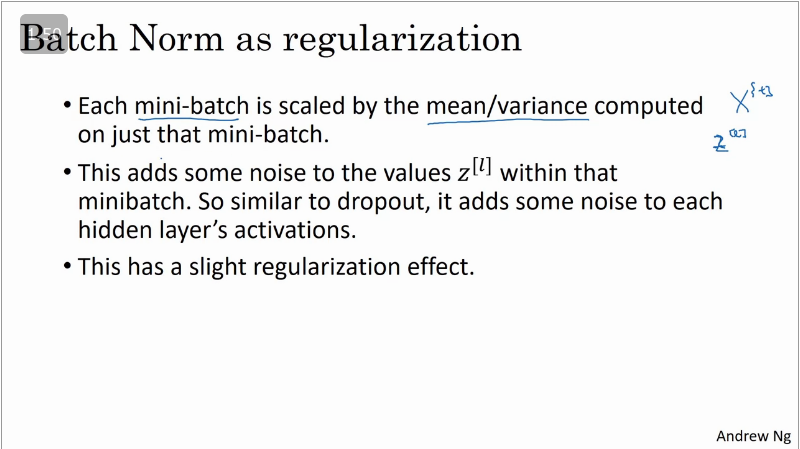 Batch Norm as regularization
• Each mini-batch is scaled by the mean/variance computed
on just that mini-batch.
X^{t}
z^[l]
• This adds some noise to the values z^[l] within that
minibatch. So similar to dropout, it adds some noise to each
hidden layer's activations.
• This has a slight regularization effect.
Andrew Ng